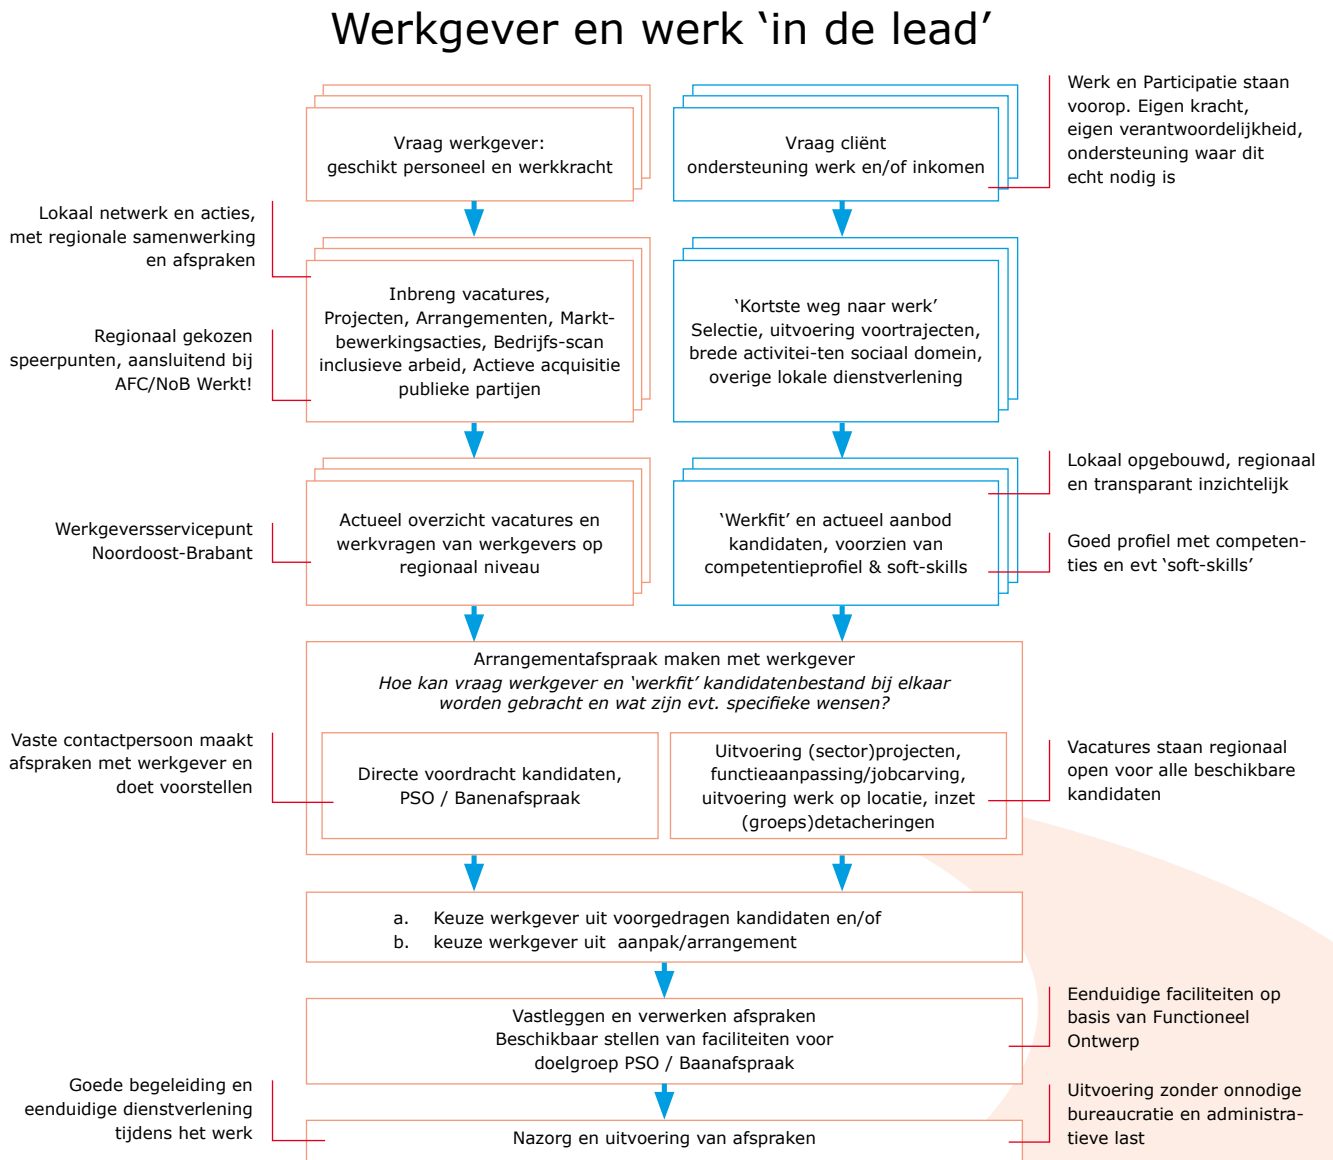 Werkgever en werk ‘in de lead’
Vraag werkgever:
geschikt personeel en werkkracht
Vraag cliënt
ondersteuning werk en/of inkomen
Werk en Participatie staan
voorop. Eigen kracht,
eigen verantwoordelijkheid,
ondersteuning waar dit
echt nodig is
Lokaal netwerk en acties,
met regionale samenwerking
en afspraken
Regionaal gekozen
speerpunten, aansluitend bij
AFC/NoB Werkt!
Inbreng vacatures,
Projecten, Arrangementen, Markt-
bewerkingsacties, Bedrijfs-scan
inclusieve arbeid, Actieve acquisitie
publieke partijen
‘Kortste weg naar werk’
Selectie, uitvoering voortrajecten,
brede activitei-ten sociaal domein,
overige lokale dienstverlening
Werkgeversservicepunt
Noordoost-Brabant
Actueel overzicht vacatures en
werkvragen van werkgevers op
regionaal niveau
‘Werkfit’ en actueel aanbod
kandidaten, voorzien van
competentieprofiel & soft-skills
Lokaal opgebouwd, regionaal
en transparant inzichtelijk
Goed profiel met competen-
ties en evt ‘soft-skills’
Arrangementafspraak maken met werkgever
Hoe kan vraag werkgever en ‘werkfit’ kandidatenbestand bij elkaar
worden gebracht en wat zijn evt. specifieke wensen?
Vaste contactpersoon maakt
afspraken met werkgever en
doet voorstellen
Directe voordracht kandidaten,
PSO / Banenafspraak
Uitvoering (sector)projecten,
functieaanpassing/jobcarving,
uitvoering werk op locatie, inzet
(groeps)detacheringen
Vacatures staan regionaal
open voor alle beschikbare
kandidaten
a. Keuze werkgever uit voorgedragen kandidaten en/of
b. keuze werkgever uit aanpak/arrangement
Vastleggen en verwerken afspraken
Beschikbaar stellen van faciliteiten voor
doelgroep PSO / Baanafspraak
Eenduidige faciliteiten op
basis van Functioneel
Ontwerp
Goede begeleiding en
eenduidige dienstverlening
tijdens het werk
Nazorg en uitvoering van afspraken
Uitvoering zonder onnodige
bureaucratie en administra-
tieve last